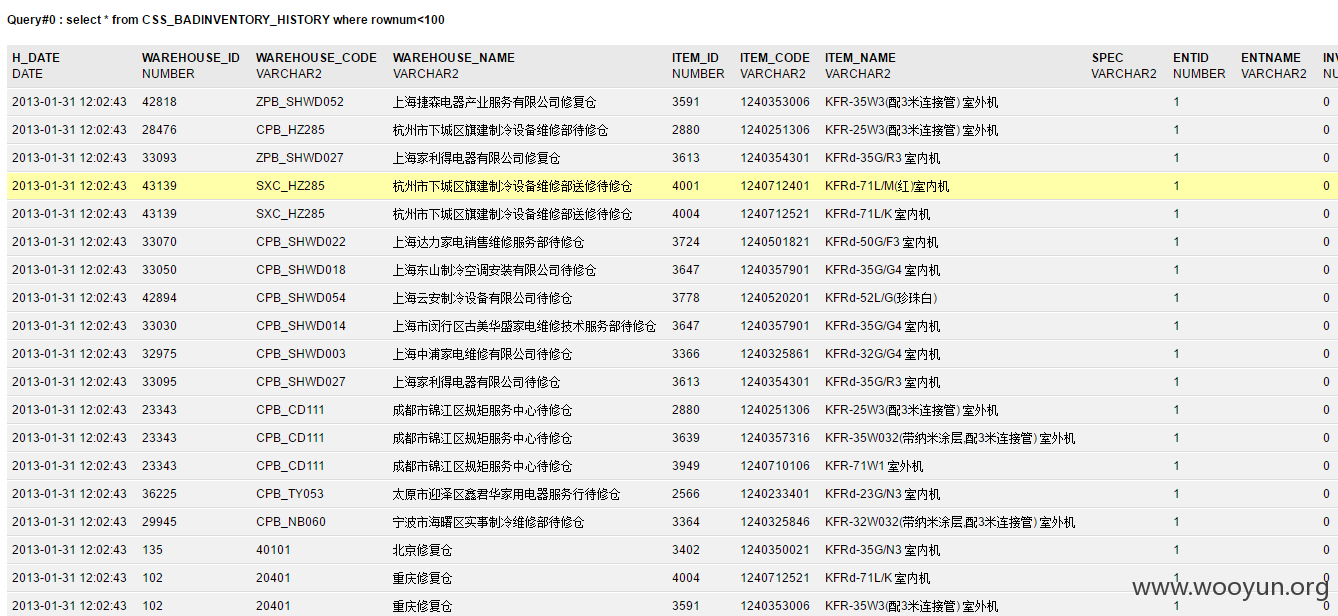 Query#0 : select * from CSS_BADINVENTORY_HISTORY where rownum<100
H_DATE WAREHOUSE_ID WAREHOUSE_CODE WAREHOUSE_NAME ITEM_ID ITEM_CODE ITEM_NAME SPEC ENTID ENTNAME INV
DATE NUMBER VARCHAR2 VARCHAR2 NUMBER VARCHAR2 VARCHAR2 VARCHAR2 NUMBER VARCHAR2 NU
2013-01-31 12:02:43 42818 ZPB_SHWD052 上海捷森电器产业服务有限公司修复仓 3591 1240353006 KFR-35W3(配3米连接管) 室外机 1 0
2013-01-31 12:02:43 28476 CPB_HZ285 杭州市下城区旗建制冷设备维修部待修仓 2880 1240251306 KFR-25W3(配3米连接管) 室外机 1 0
2013-01-31 12:02:43 33093 ZPB_SHWD027 上海家利得电器有限公司修复仓 3613 1240354301 KFRd-35G/R3 室内机 1 0
2013-01-31 12:02:43 43139 SXC_HZ285 杭州市下城区旗建制冷设备维修部送修待修仓 4001 1240712401 KFRd-71L/M(红)室内机 1 0
2013-01-31 12:02:43 43139 SXC_HZ285 杭州市下城区旗建制冷设备维修部送修待修仓 4004 1240712521 KFRd-71L/K 室内机 1 0
2013-01-31 12:02:43 33070 CPB_SHWD022 上海达力家电销售维修服务部待修仓 3724 1240501821 KFRd-50G/F3 室内机 1 0
2013-01-31 12:02:43 33050 CPB_SHWD018 上海东山制冷空调安装有限公司待修仓 3647 1240357901 KFRd-35G/G4 室内机 1 0
2013-01-31 12:02:43 42894 CPB_SHWD054 上海云安制冷设备有限公司待修仓 3778 1240520201 KFRd-52L/G(珍珠白) 1 0
2013-01-31 12:02:43 33030 CPB_SHWD014 上海市闵行区古美华盛家电维修技术服务部待修仓 3647 1240357901 KFRd-35G/G4 室内机 1 0
2013-01-31 12:02:43 32975 CPB_SHWD003 上海中浦家电维修有限公司待修仓 3366 1240325861 KFRd-32G/G4 室内机 1 0
2013-01-31 12:02:43 33095 CPB_SHWD027 上海家利得电器有限公司待修仓 3613 1240354301 KFRd-35G/R3 室内机 1 0
2013-01-31 12:02:43 23343 CPB_CD111 成都市锦江区规矩服务中心待修仓 2880 1240251306 KFR-25W3(配3米连接管) 室外机 1 0
2013-01-31 12:02:43 23343 CPB_CD111 成都市锦江区规矩服务中心待修仓 3639 1240357316 KFR-35W032(带纳米涂层,配3米连接管) 室外机 1 0
2013-01-31 12:02:43 23343 CPB_CD111 成都市锦江区规矩服务中心待修仓 3949 1240710106 KFR-71W1 室外机 1 0
2013-01-31 12:02:43 36225 CPB_TY053 太原市迎泽区鑫君华家用电器服务行待修仓 2566 1240233401 KFRd-23G/N3 室内机 1 0
2013-01-31 12:02:43 29945 CPB_NB060 宁波市海曙区实事制冷维修部待修仓 3364 1240325846 KFR-32W032(带纳米涂层,配3米连接管) 室外机 1 0
2013-01-31 12:02:43 135 40101 北京修复仓 3402 1240350021 KFRd-35G/N3 室内机 1 0
2013-01-31 12:02:43 102 20401 重庆修复仓 4004 1240712521 KFRd-71L/K 室内机 1 0
2013-01-31 12:02:43 102 20401 重庆修复仓 3591 1240353006 KFR-35W3(配3米连接管) 室外机 1 0
www.wooyun.org